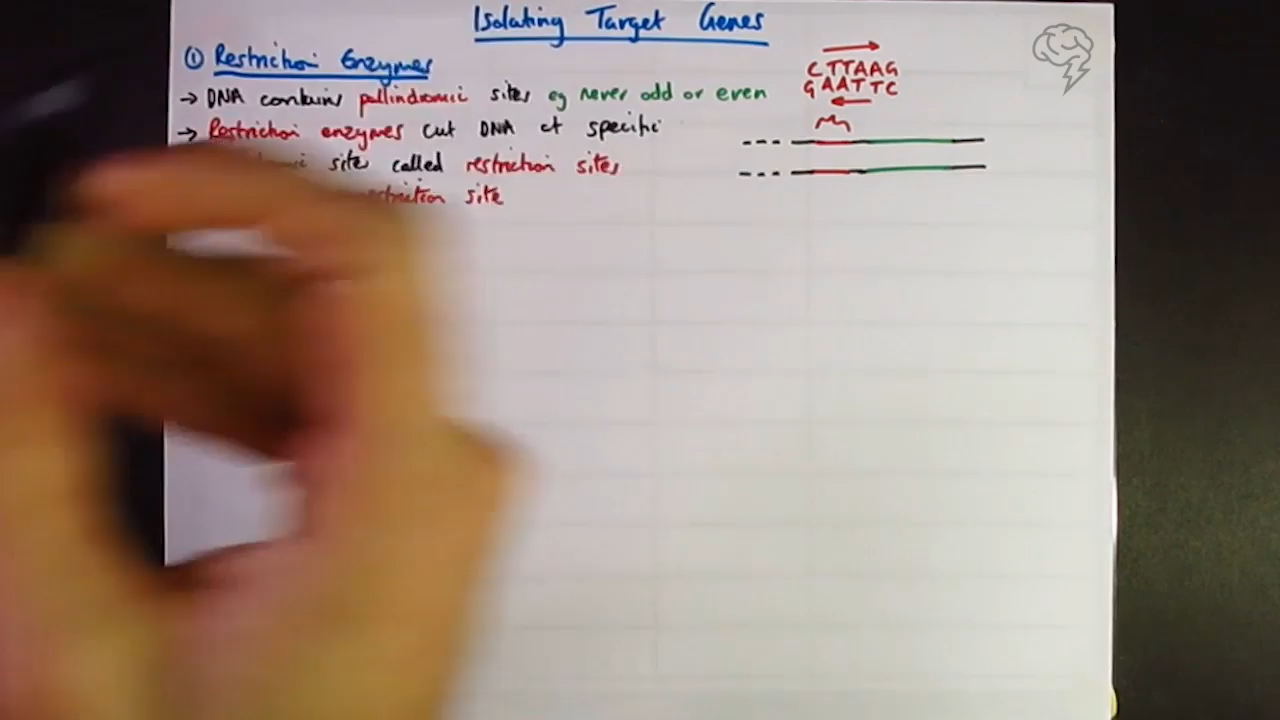 Isolating Target Genes
① Restriction Enzymes
→ DNA contains pallindromic sites eg never odd or even
→ Restriction enzymes cut DNA at specific
site called restriction sites
site
CTTAAG
GAATTC